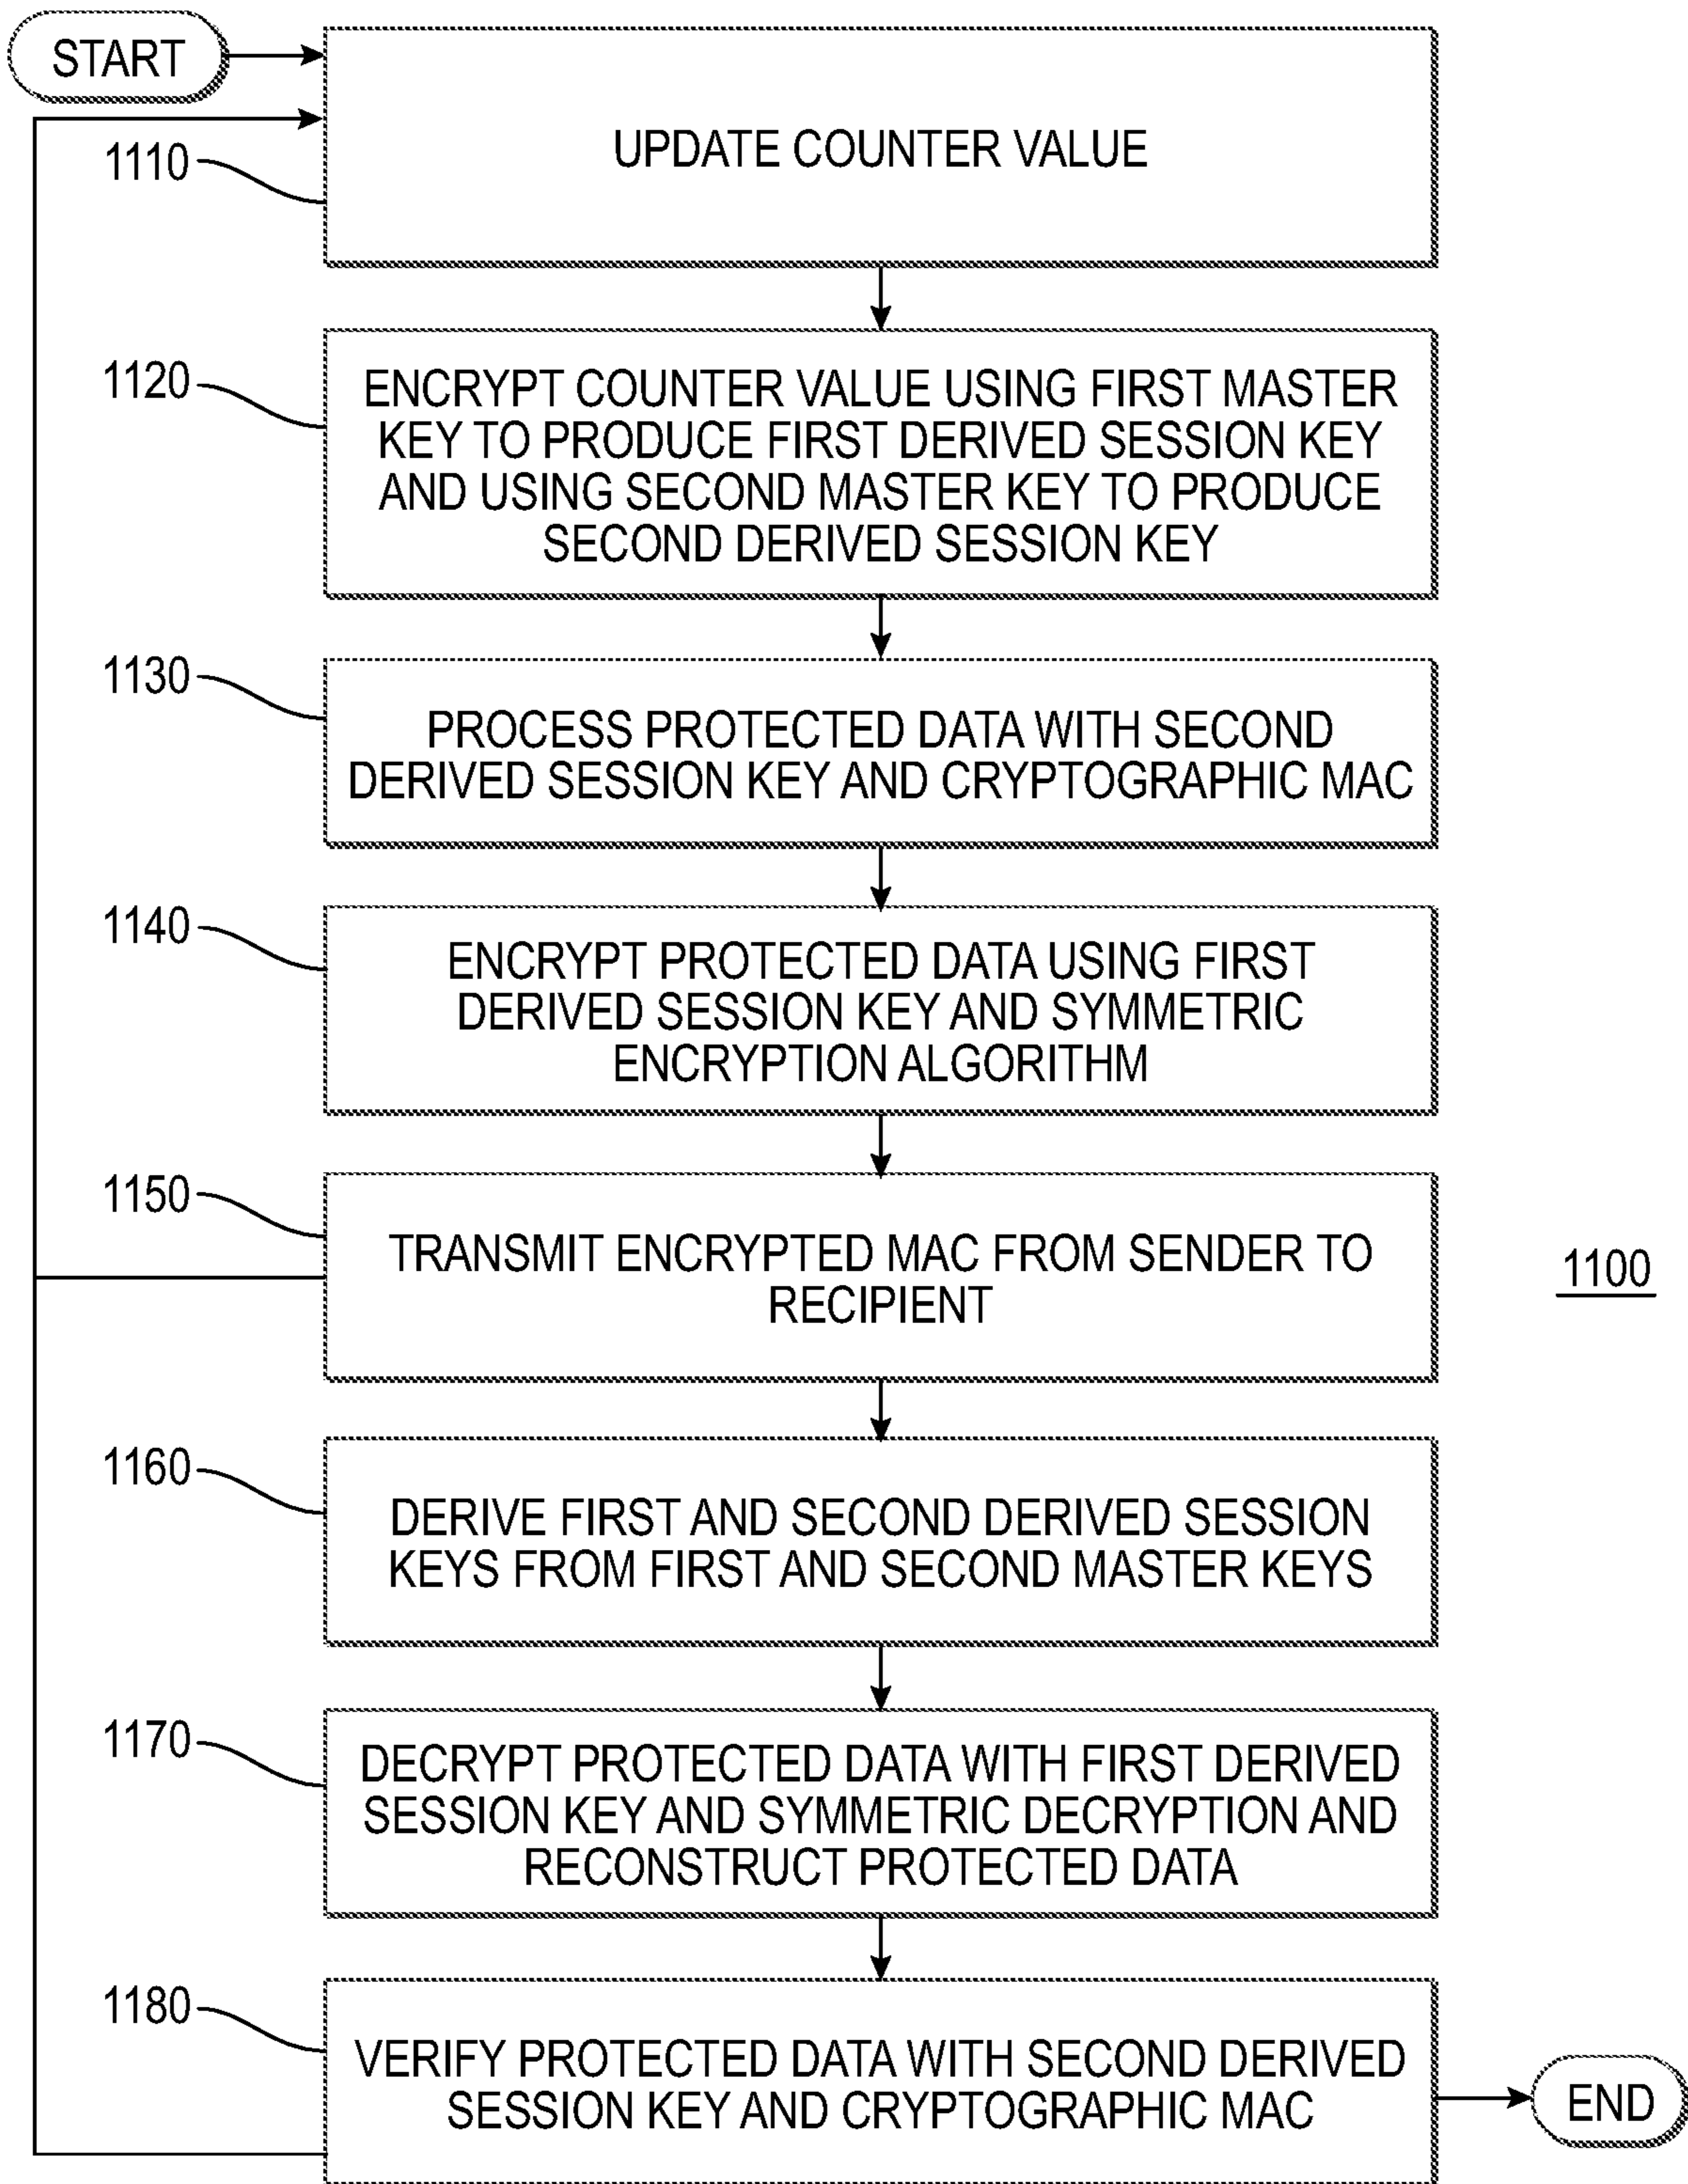 START
UPDATE COUNTER VALUE
1110
1120
ENCRYPT COUNTER VALUE USING FIRST MASTER
KEY TO PRODUCE FIRST DERIVED SESSION KEY
AND USING SECOND MASTER KEY TO PRODUCE
SECOND DERIVED SESSION KEY
1130
PROCESS PROTECTED DATA WITH SECOND
DERIVED SESSION KEY AND CRYPTOGRAPHIC MAC
1140
ENCRYPT PROTECTED DATA USING FIRST
DERIVED SESSION KEY AND SYMMETRIC
ENCRYPTION ALGORITHM
1150
TRANSMIT ENCRYPTED MAC FROM SENDER TO
RECIPIENT
1100
1160
DERIVE FIRST AND SECOND DERIVED SESSION
KEYS FROM FIRST AND SECOND MASTER KEYS
1170
DECRYPT PROTECTED DATA WITH FIRST DERIVED
SESSION KEY AND SYMMETRIC DECRYPTION AND
RECONSTRUCT PROTECTED DATA
1180
VERIFY PROTECTED DATA WITH SECOND DERIVED
SESSION KEY AND CRYPTOGRAPHIC MAC
END